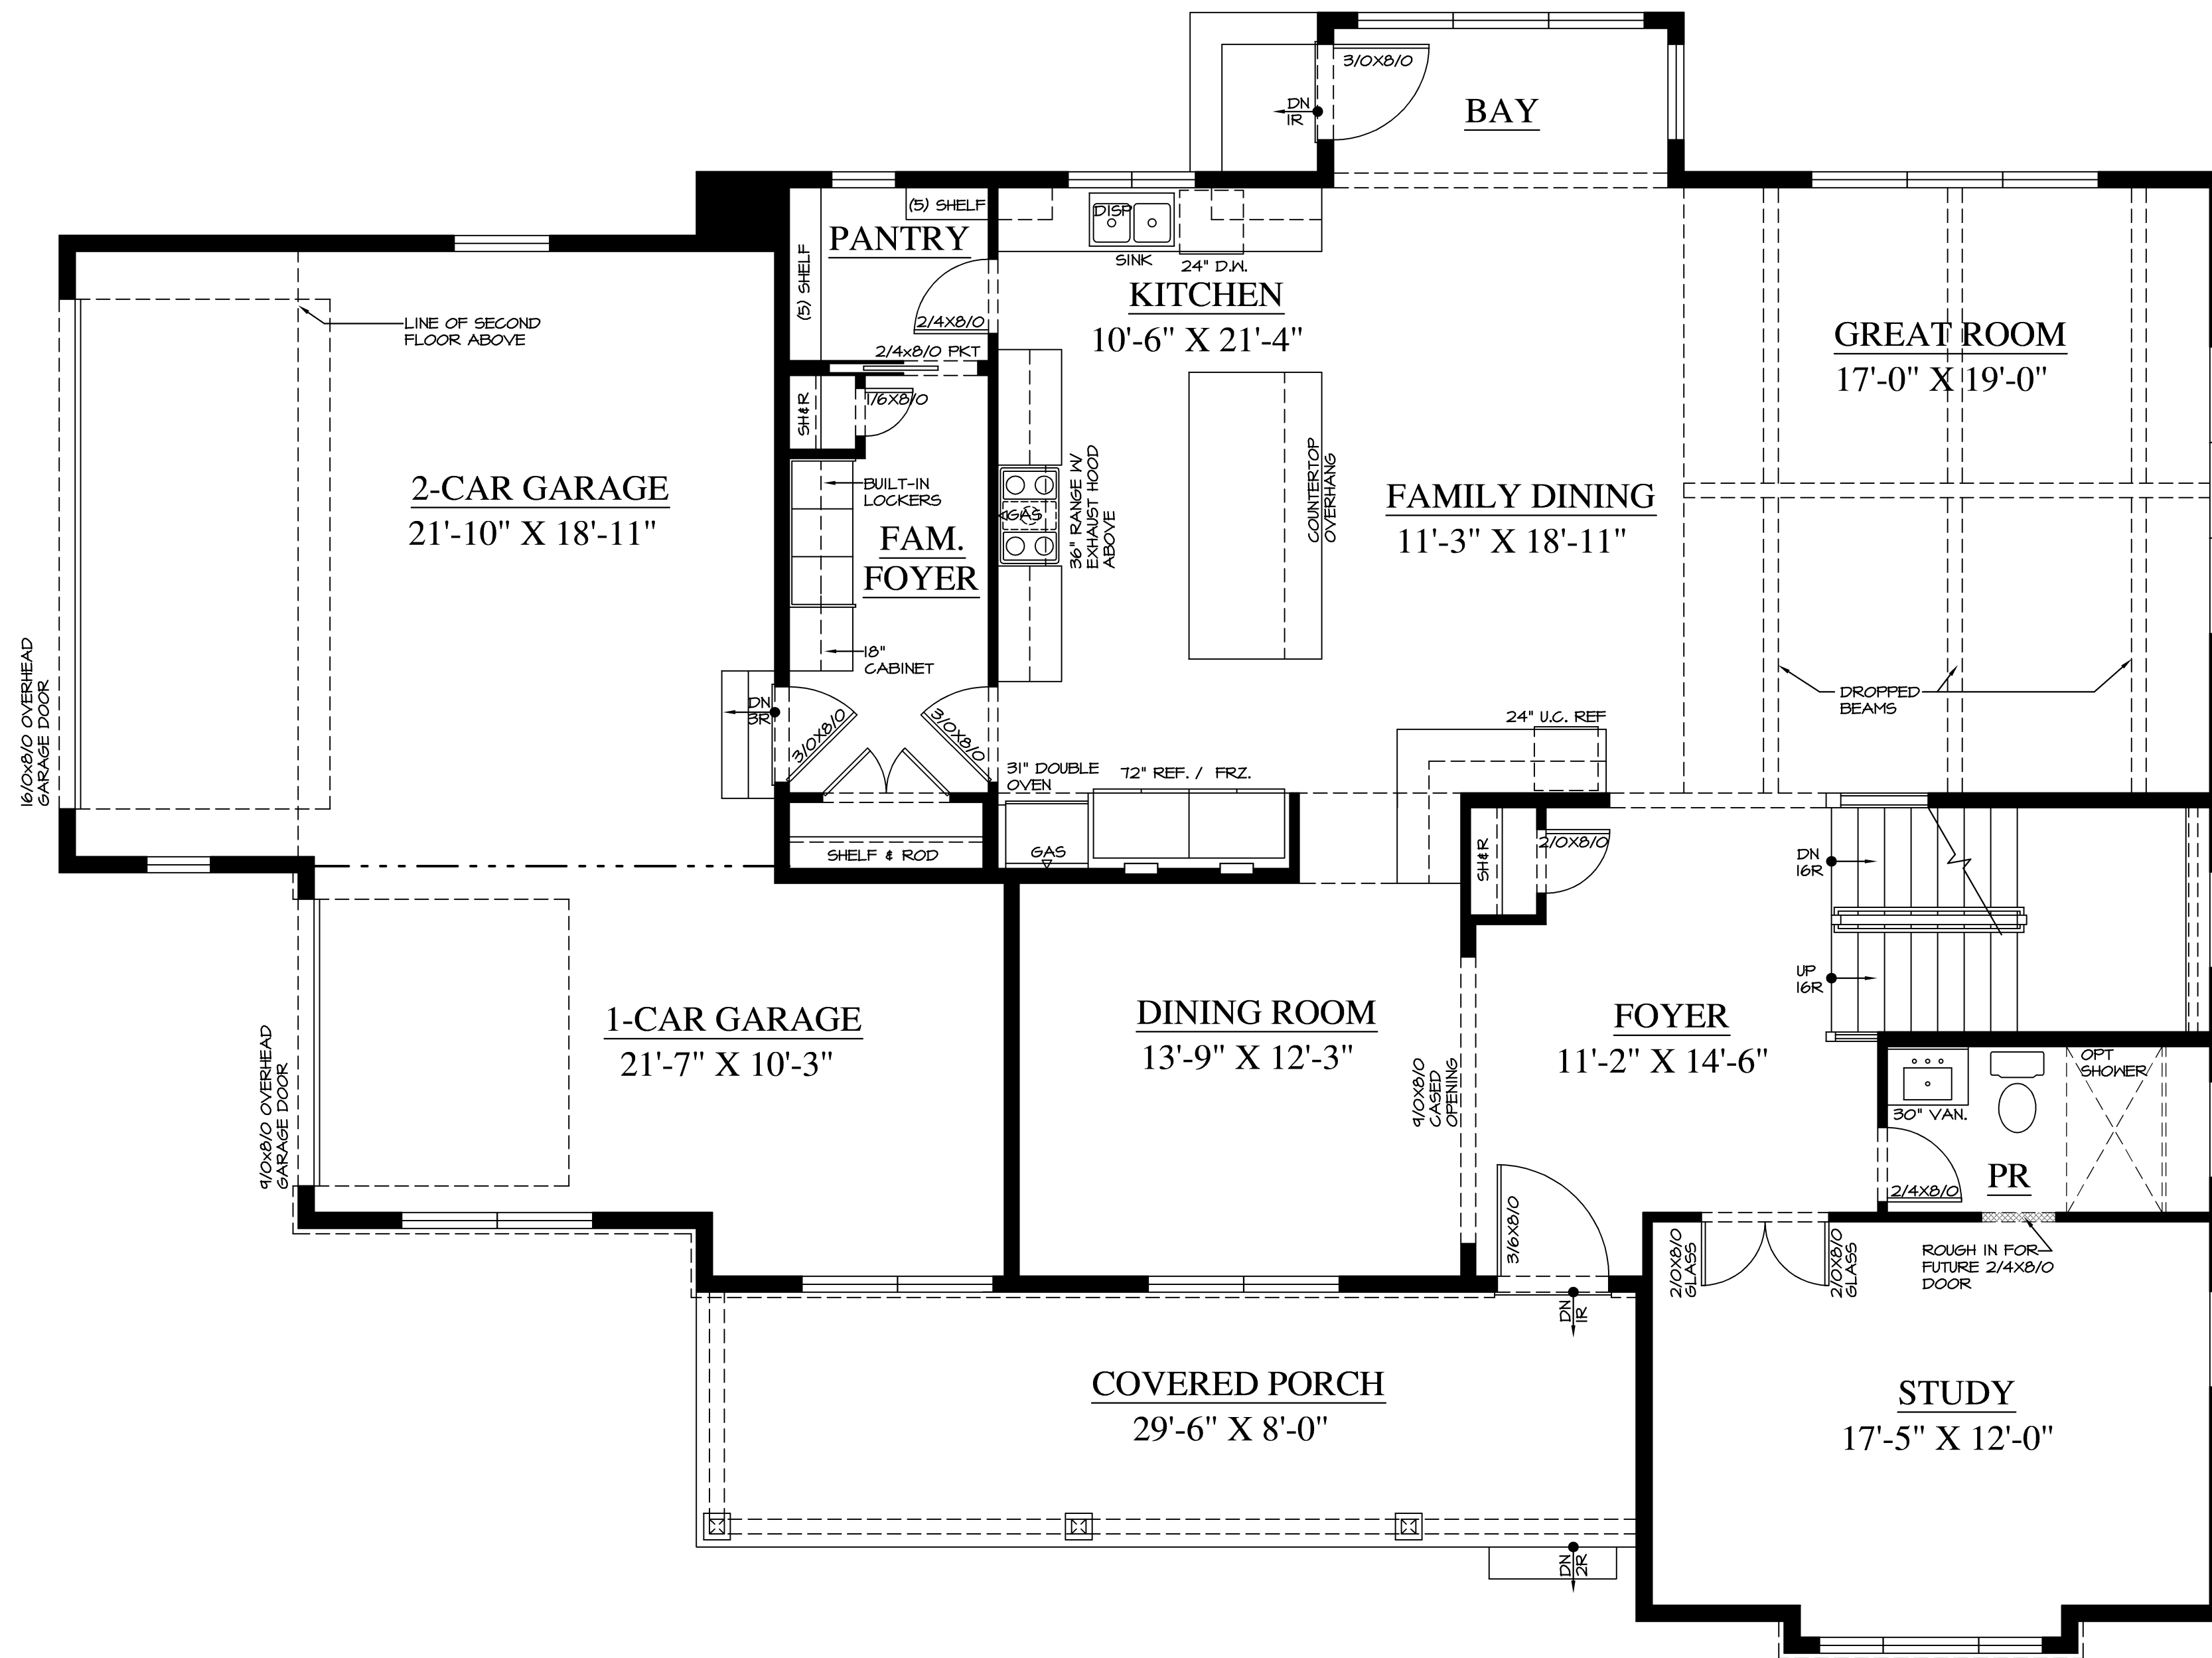 3/0X8/0
BAY
DN
1R
(5) SHELF
PANTRY
(5) SHELF
2/4X8/0
2/4x8/0 PKT
DISP
SINK
24" D.W.
KITCHEN
10'-6" X 21'-4"
LINE OF SECOND
FLOOR ABOVE
GREAT ROOM
17'-0" X 19'-0"
SH&R
1/6X8/0
2-CAR GARAGE
21'-10" X 18'-11"
BUILT-IN
LOCKERS
FAM.
FOYER
GAS
36" RANGE W/
EXHAUST HOOD
ABOVE
COUNTERTOP
OVERHANG
FAMILY DINING
11'-3" X 18'-11"
18"
CABINET
16/0x8/0 OVERHEAD
GARAGE DOOR
DN
3R
3/0X8/0
3/0X8/0
DROPPED
BEAMS
24" U.C. REF
31" DOUBLE
OVEN
72" REF. / FRZ.
SHELF & ROD
GAS
SH&R
2/0X8/0
DN
16R
UP
16R
1-CAR GARAGE
21'-7" X 10'-3"
9/0x8/0 OVERHEAD
GARAGE DOOR
DINING ROOM
13'-9" X 12'-3"
9/0X8/0
CASED
OPENING
FOYER
11'-2" X 14'-6"
OPT
SHOWER
30" VAN.
PR
2/4X8/0
3/6X8/0
2/0X8/0
GLASS
2/0X8/0
GLASS
ROUGH IN FOR
FUTURE 2/4X8/0
DOOR
DN
1R
COVERED PORCH
29'-6" X 8'-0"
STUDY
17'-5" X 12'-0"
DN
2R